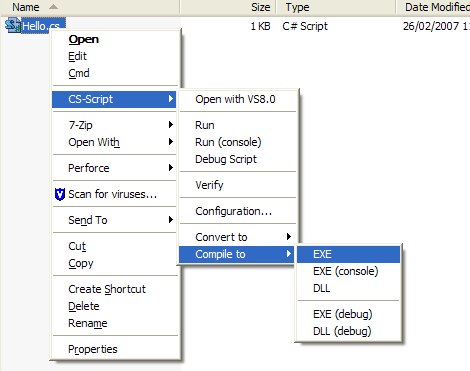 Name Size Type Date Modified
Hello.cs 1 KB C# Script 26/02/2007 11
Open
Edit
Cmd
CS-Script
7-Zip
Open With
Perforce
Scan for viruses...
Send To
Cut
Copy
Create Shortcut
Delete
Rename
Properties
Open with VS8.0
Run
Run (console)
Debug Script
Verify
Configuration...
Convert to
Compile to
EXE
EXE (console)
DLL
EXE (debug)
DLL (debug)